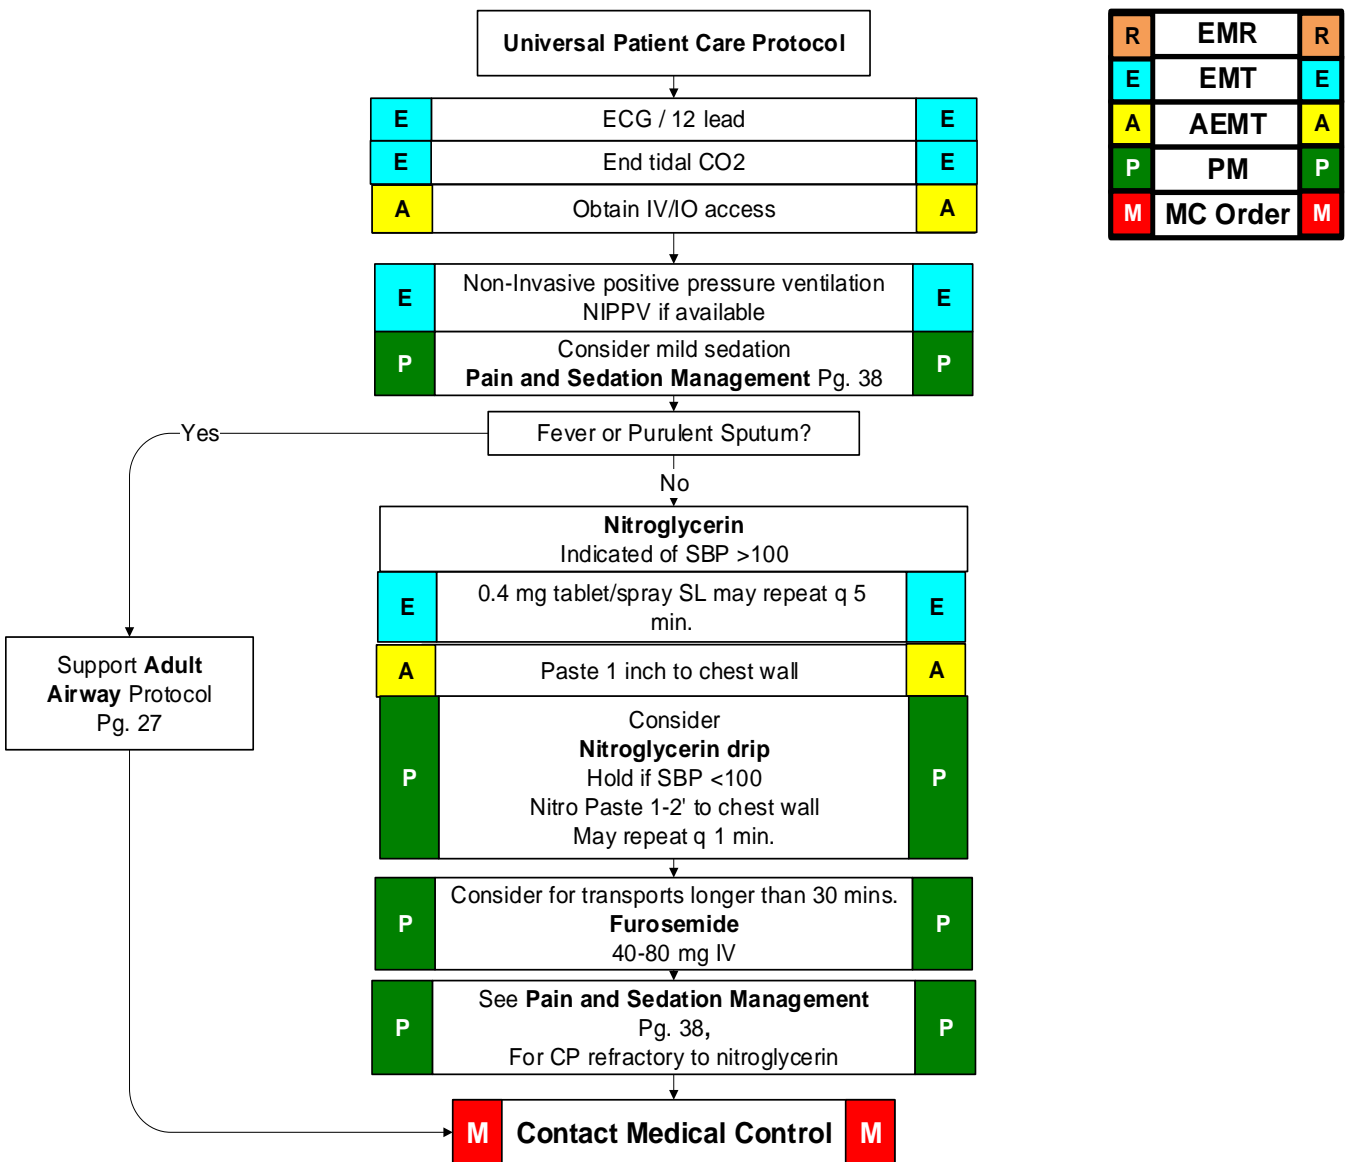 Universal Patient Care Protocol
R EMR R
E EMT E
A AEMT A
P PM P
M MC Order M
E ECG / 12 lead E
E End tidal CO2 E
A Obtain IV/IO access A
Non-Invasive positive pressure ventilation
E E
NIPPV if available
Consider mild sedation
P P
Pain and Sedation Management Pg. 38
Fever or Purulent Sputum?
Yes
No
Nitroglycerin
Indicated of SBP >100
0.4 mg tablet/spray SL may repeat q 5
E E
min.
A Paste 1 inch to chest wall A
Consider
Nitroglycerin drip
P Hold if SBP <100 P
Nitro Paste 1-2' to chest wall
May repeat q 1 min.
Support Adult
Airway Protocol
Pg. 27
Consider for transports longer than 30 mins.
P Furosemide P
40-80 mg IV
See Pain and Sedation Management
P Pg. 38, P
For CP refractory to nitroglycerin
M Contact Medical Control M